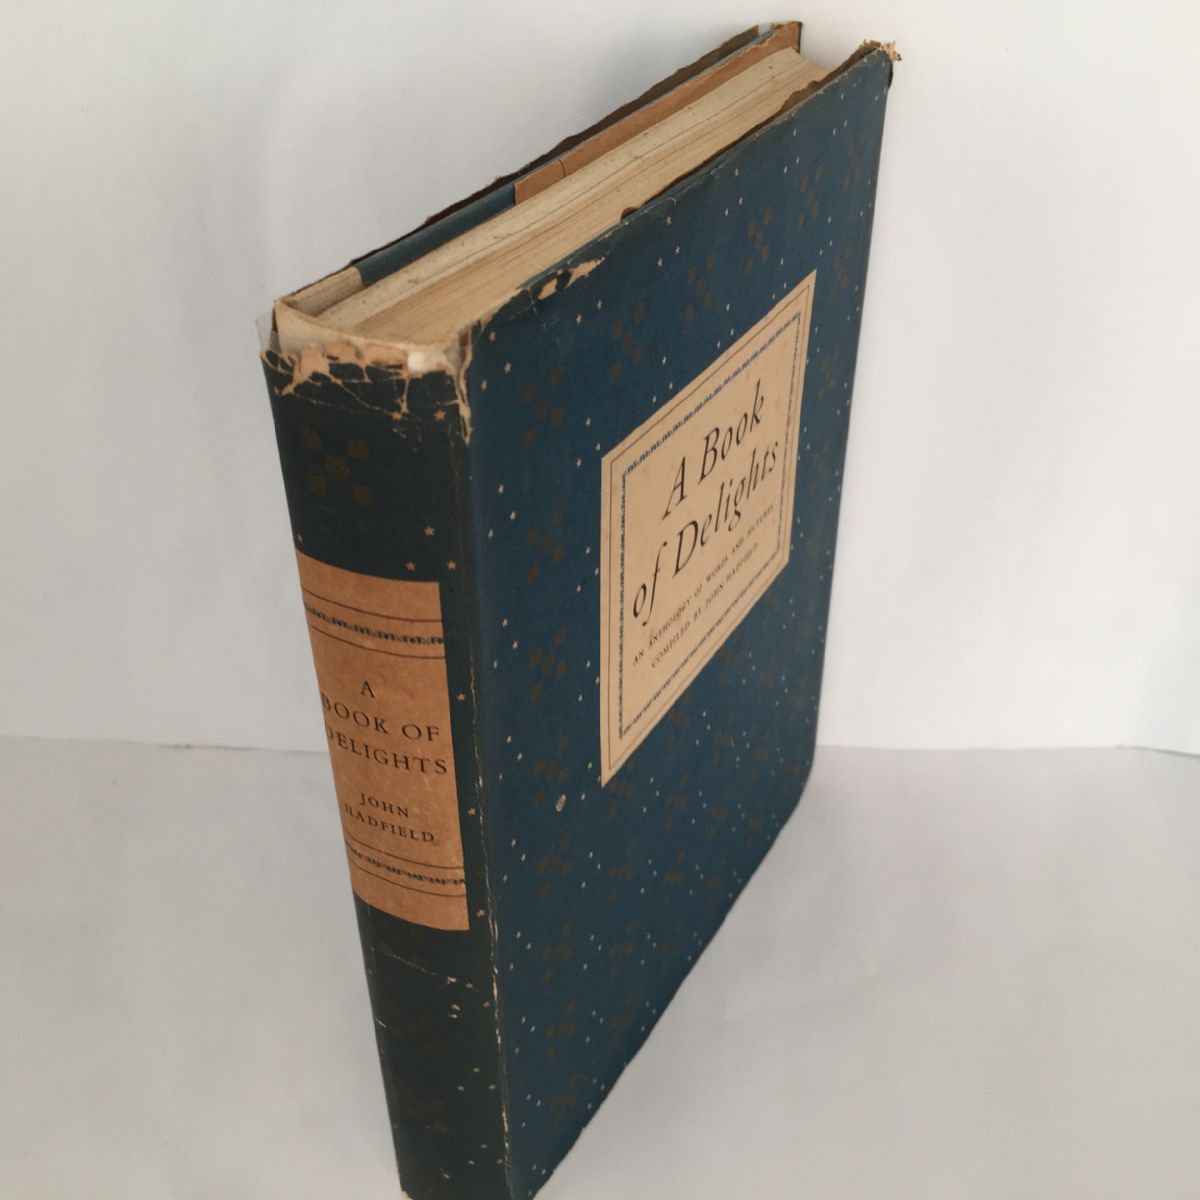 A Book
of Delights
AN ANTHOLOGY OF WORDS AND PICTURES
COMPILED BY JOHN HADFIELD
A
BOOK OF
DELIGHTS
JOHN
HADFIELD